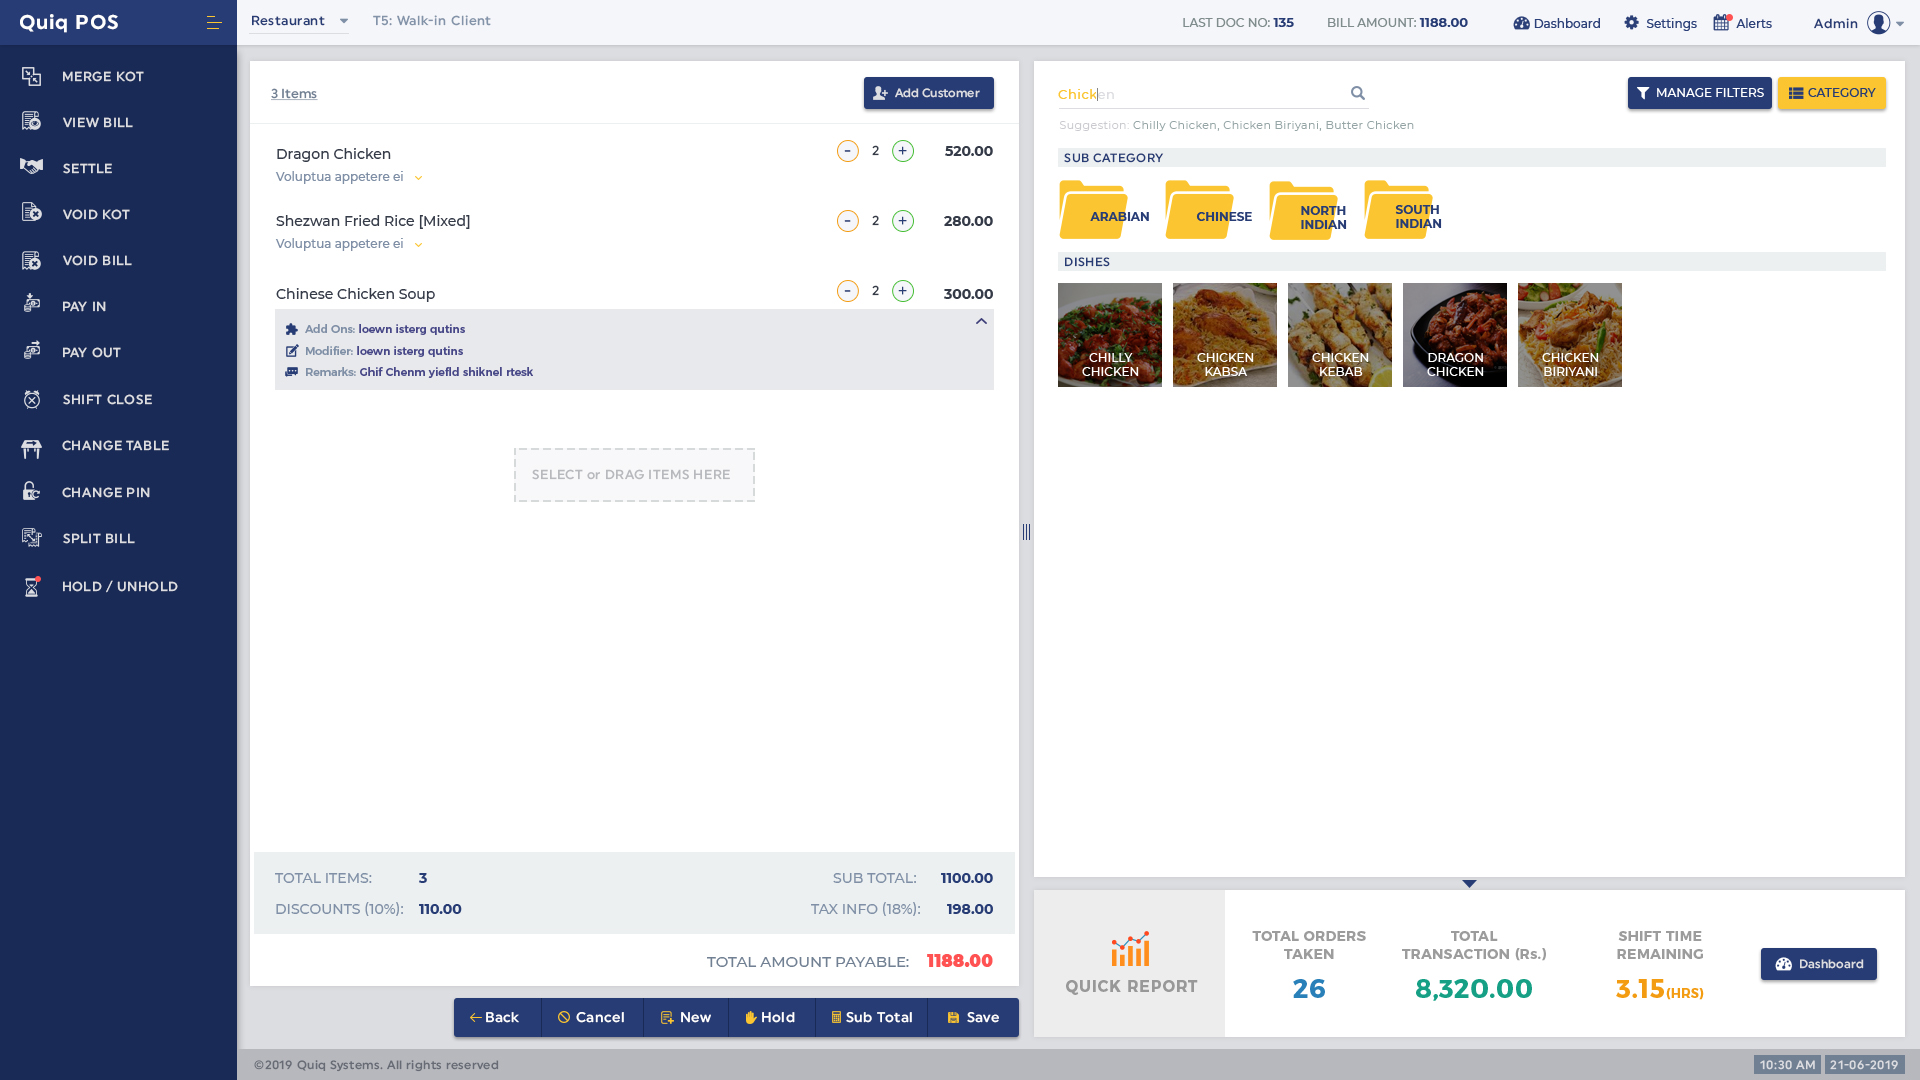 Quiq POS
Restaurant
T5: Walk-in Client
LAST DOC NO: 135
BILL AMOUNT: 1188.00
Dashboard
Settings
Alerts
Admin
MERGE KOT
VIEW BILL
SETTLE
VOID KOT
VOID BILL
PAY IN
PAY OUT
SHIFT CLOSE
CHANGE TABLE
CHANGE PIN
SPLIT BILL
HOLD / UNHOLD
3 Items
Add Customer
Dragon Chicken
- 2 + 520.00
Voluptua appetere ei
Shezwan Fried Rice [Mixed]
- 2 + 280.00
Voluptua appetere ei
Chinese Chicken Soup
- 2 + 300.00
Add Ons: loewn isterg qutins
Modifier: loewn isterg qutins
Remarks: Ghif Chenm yiefld shiknel rtesk
SELECT or DRAG ITEMS HERE
TOTAL ITEMS: 3
SUB TOTAL: 1100.00
DISCOUNTS (10%): 110.00
TAX INFO (18%): 198.00
TOTAL AMOUNT PAYABLE: 1188.00
Back
Cancel
New
Hold
Sub Total
Save
Chicken
MANAGE FILTERS
CATEGORY
Suggestion: Chilly Chicken, Chicken Biriyani, Butter Chicken
SUB CATEGORY
ARABIAN
CHINESE
NORTH
INDIAN
SOUTH
INDIAN
DISHES
CHILLY
CHICKEN
CHICKEN
KABSA
CHICKEN
KEBAB
DRAGON
CHICKEN
CHICKEN
BIRIYANI
QUICK REPORT
TOTAL ORDERS
TAKEN
26
TOTAL
TRANSACTION (Rs.)
8,320.00
SHIFT TIME
REMAINING
3.15(HRS)
Dashboard
©2019 Quiq Systems. All rights reserved
10:30 AM
21-06-2019